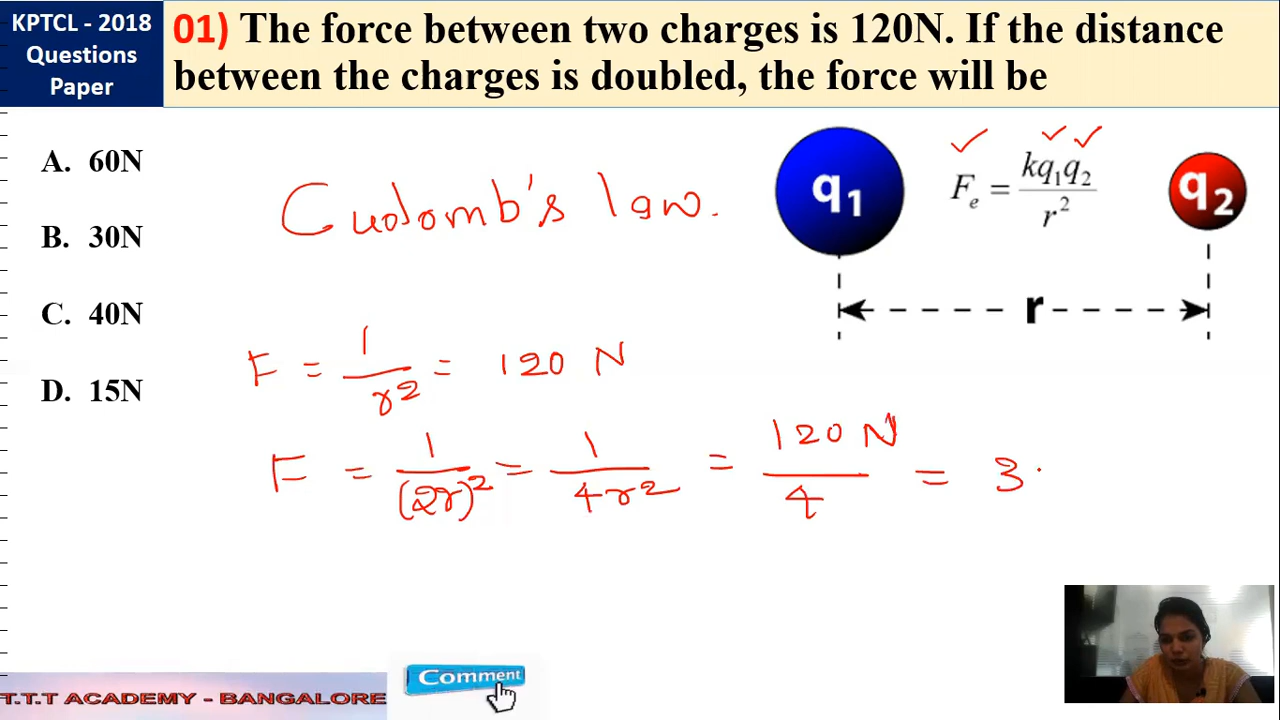 KPTCL - 2018
Questions
Paper
01) The force between two charges is 120N. If the distance
between the charges is doubled, the force will be
A. 60N
B. 30N
C. 40N
D. 15N
Cuolomb's law.
q1
Fe = kq1q2 / r²
q2
r
F = 1 / r2 = 120 N
F = 1 / (2r)² = 1 / 4r2 = 120 N / 4 = 3
Comment
T.T.T ACADEMY - BANGALORE